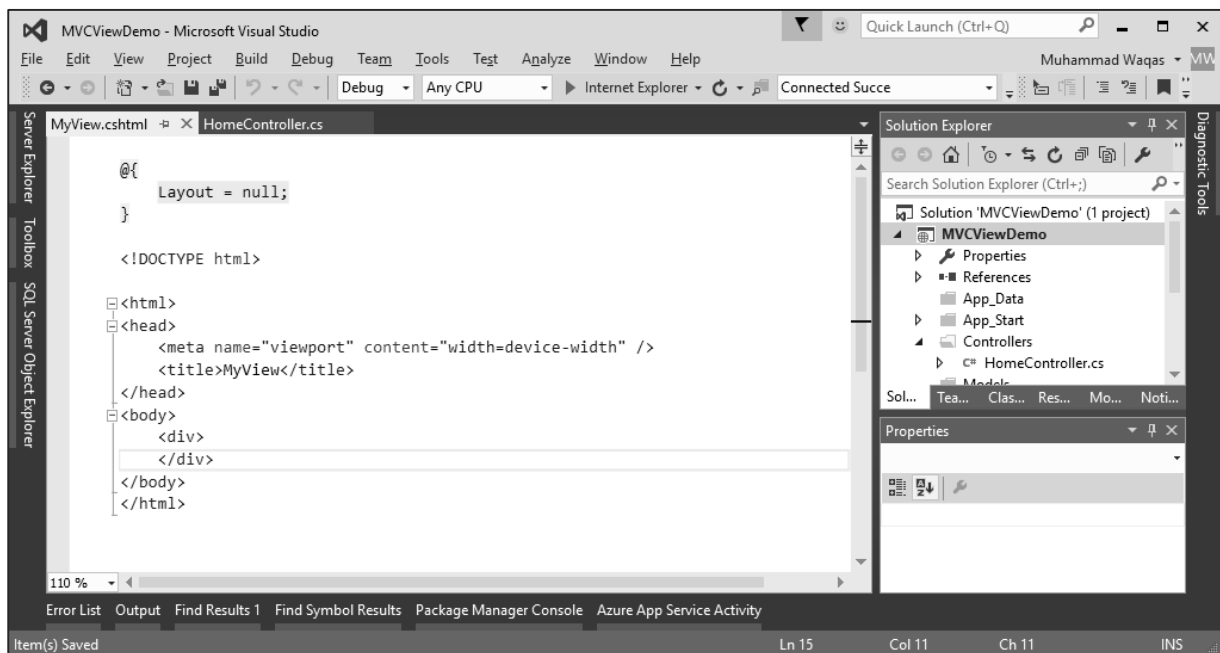 MVCViewDemo - Microsoft Visual Studio
Quick Launch (Ctrl+Q)
File Edit View Project Build Debug Team Tools Test Analyze Window Help
Muhammad Waqas MW
Debug Any CPU Internet Explorer Connected Succe
Server Explorer
Toolbox
SQL Server Object Explorer
MyView.cshtml HomeController.cs
@{
Layout = null;
}
<!DOCTYPE html>
<html>
<head>
<meta name="viewport" content="width=device-width" />
<title>MyView</title>
</head>
<body>
<div>
</div>
</body>
</html>
110 %
Solution Explorer
Search Solution Explorer (Ctrl+;)
Solution 'MVCViewDemo' (1 project)
MVCViewDemo
Properties
References
App_Data
App_Start
Controllers
C# HomeController.cs
Models
Sol... Tea... Clas... Res... Mo... Noti...
Properties
Diagnostic Tools
Error List Output Find Results 1 Find Symbol Results Package Manager Console Azure App Service Activity
Item(s) Saved Ln 15 Col 11 Ch 11 INS